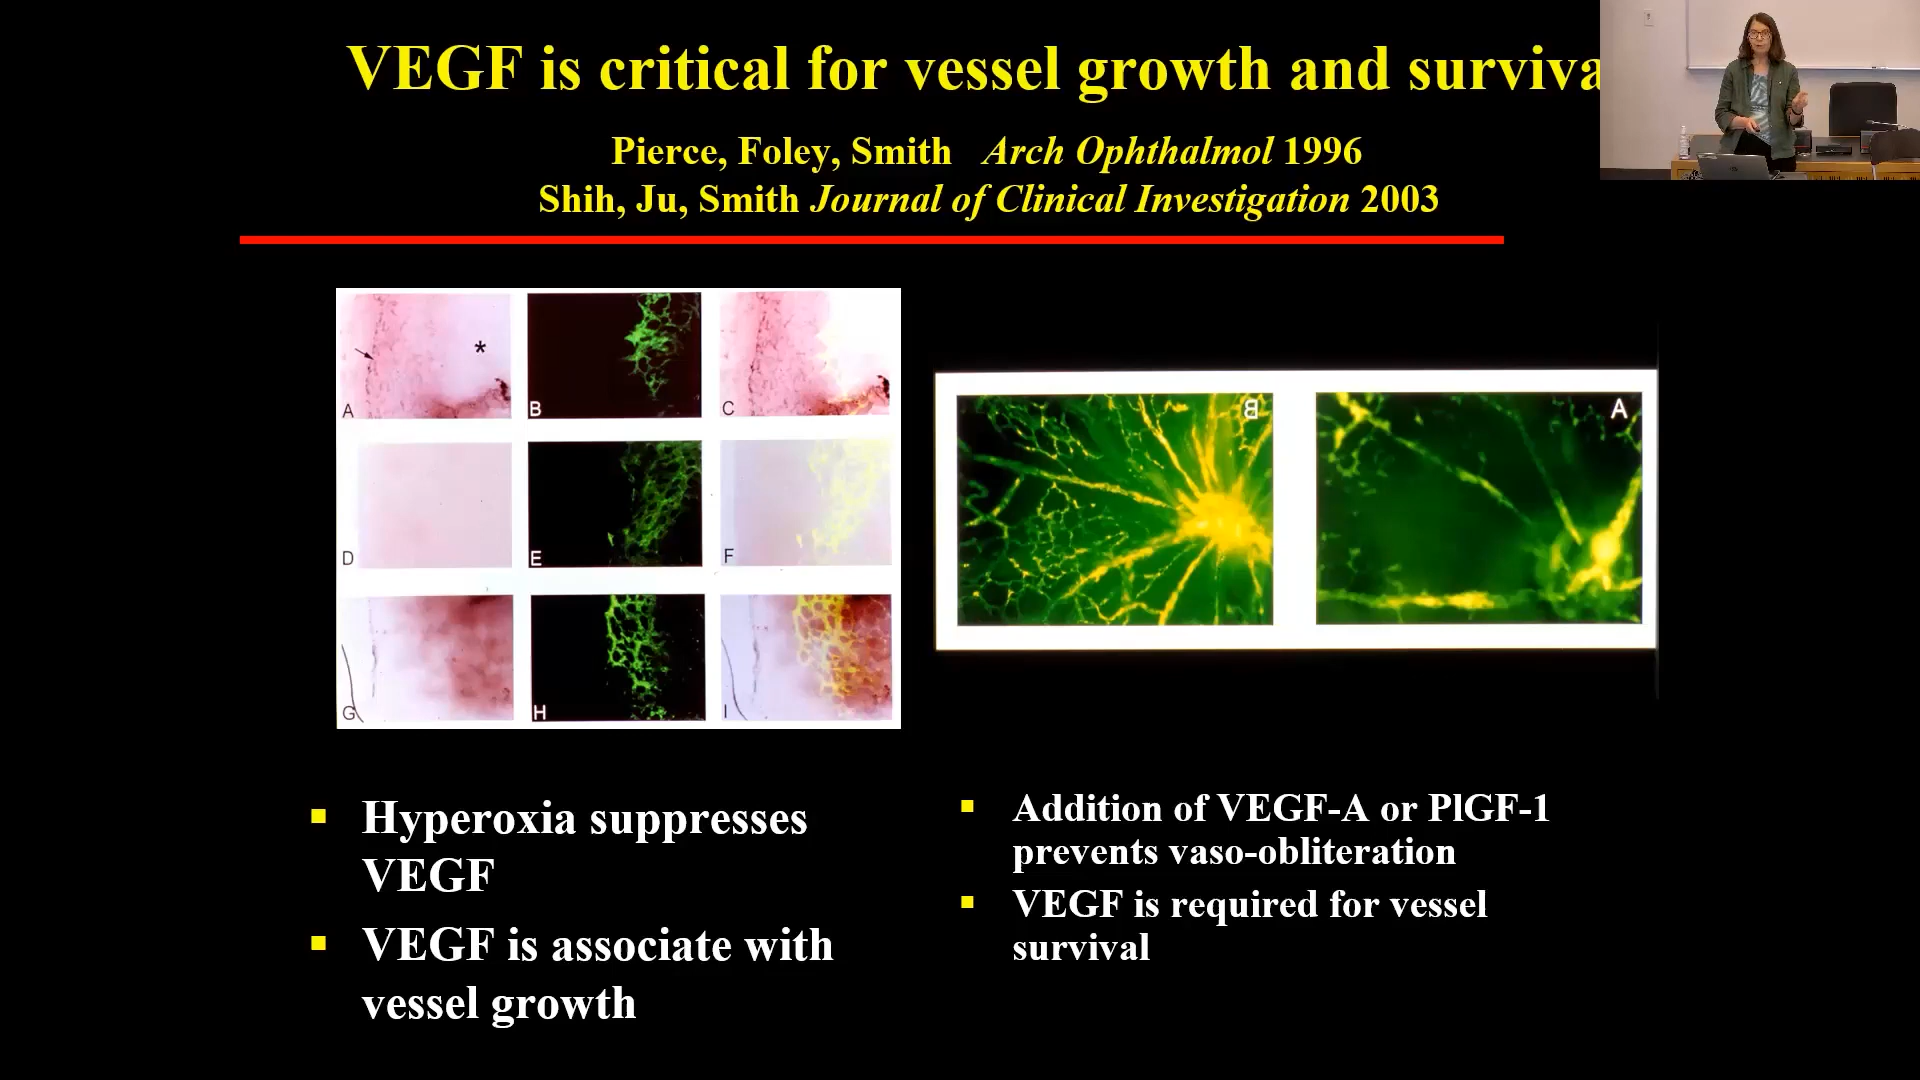 VEGF is critical for vessel growth and surviva
Pierce, Foley, Smith Arch Ophthalmol 1996
Shih, Ju, Smith Journal of Clinical Investigation 2003
A
*
B
C
D
E
F
G
H
I
B
A
Hyperoxia suppresses
VEGF
VEGF is associate with
vessel growth
Addition of VEGF-A or PlGF-1
prevents vaso-obliteration
VEGF is required for vessel
survival